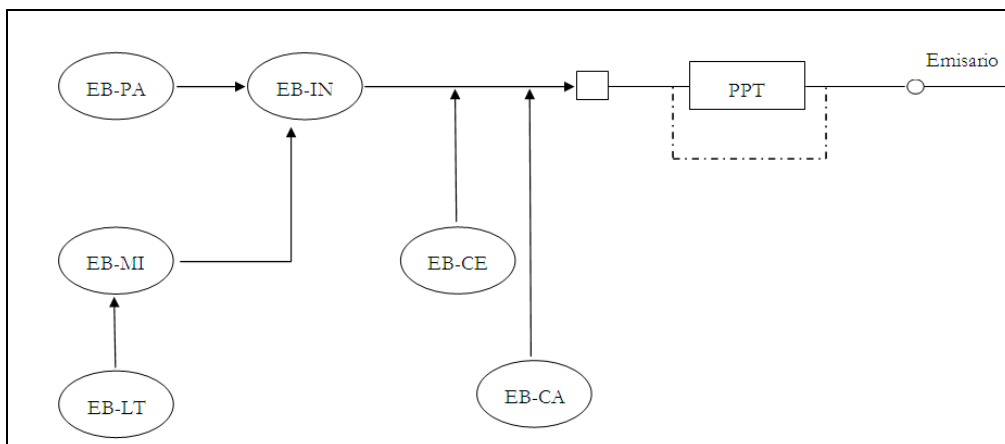 Emisario
EB-PA
EB-IN
PPT
EB-MI
EB-CE
EB-CA
EB-LT